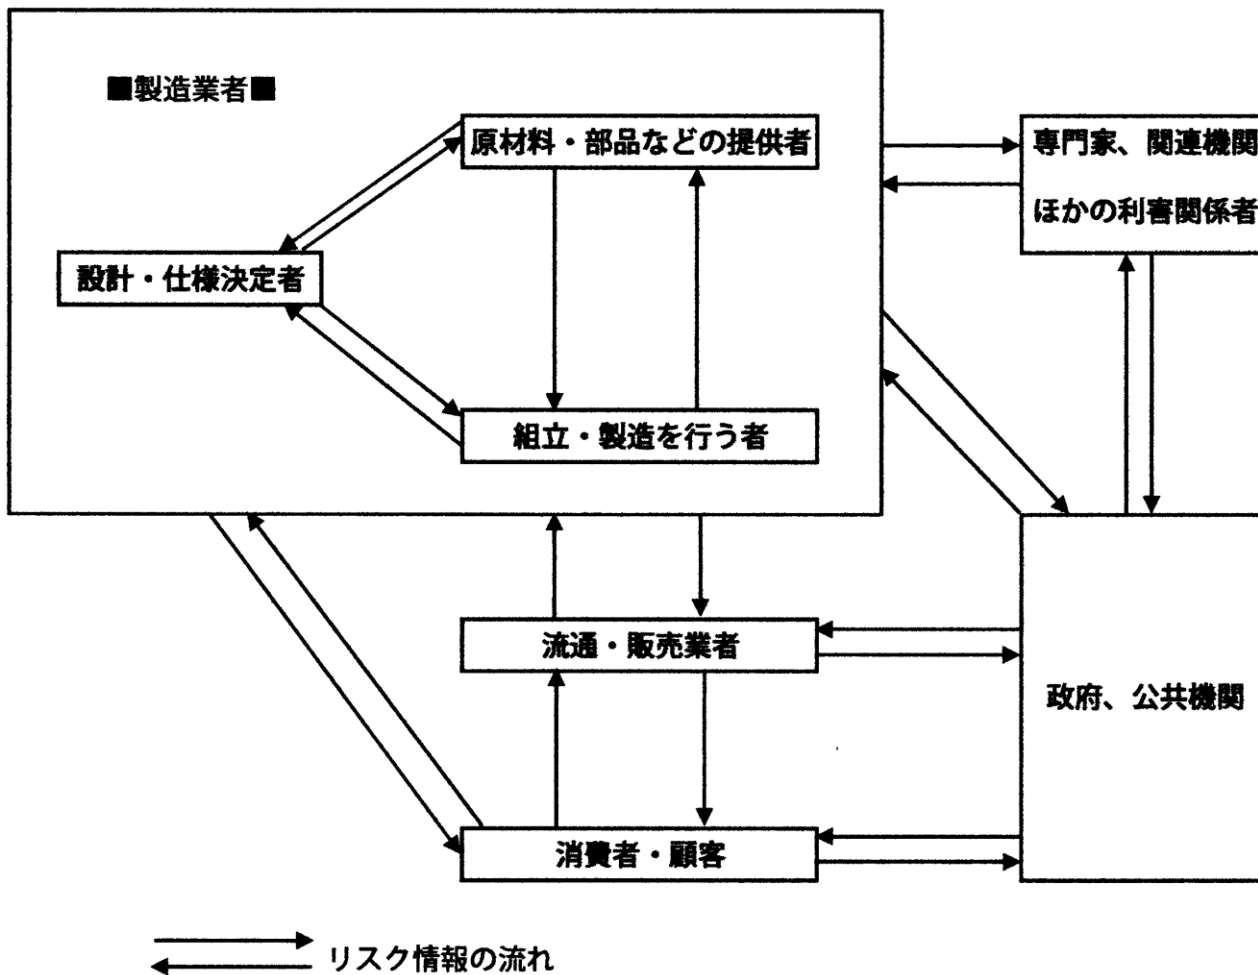 ■製造業者■
原材料・部品などの提供者
専門家、関連機関
ほかの利害関係者
設計・仕様決定者
組立・製造を行う者
流通・販売業者
政府、公共機関
消費者・顧客
リスク情報の流れ